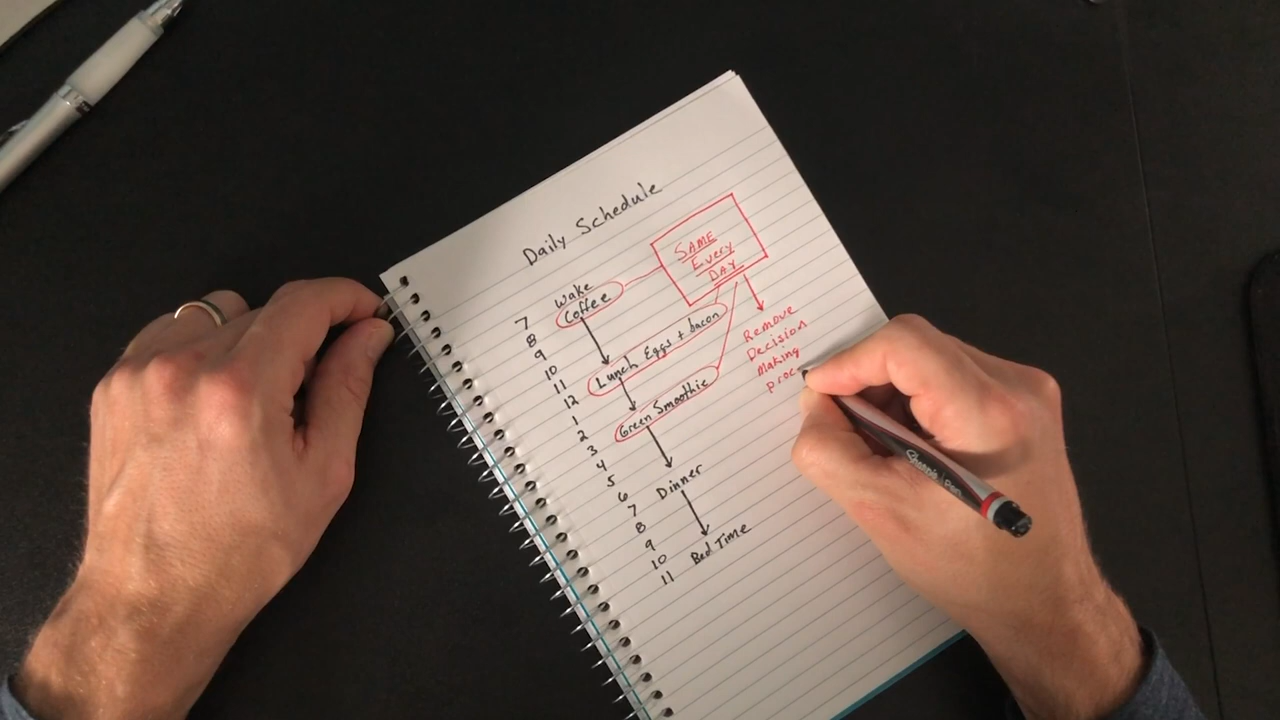 Daily Schedule
SAME
Every
DAY
Wake
Coffee
7
8
9
10
11
12
1
2
3
4
5
6
7
8
9
10
11
Lunch Eggs + bacon
Green Smoothie
Dinner
Bed Time
Remove
Decision
Making
proc
Sharpie Pen